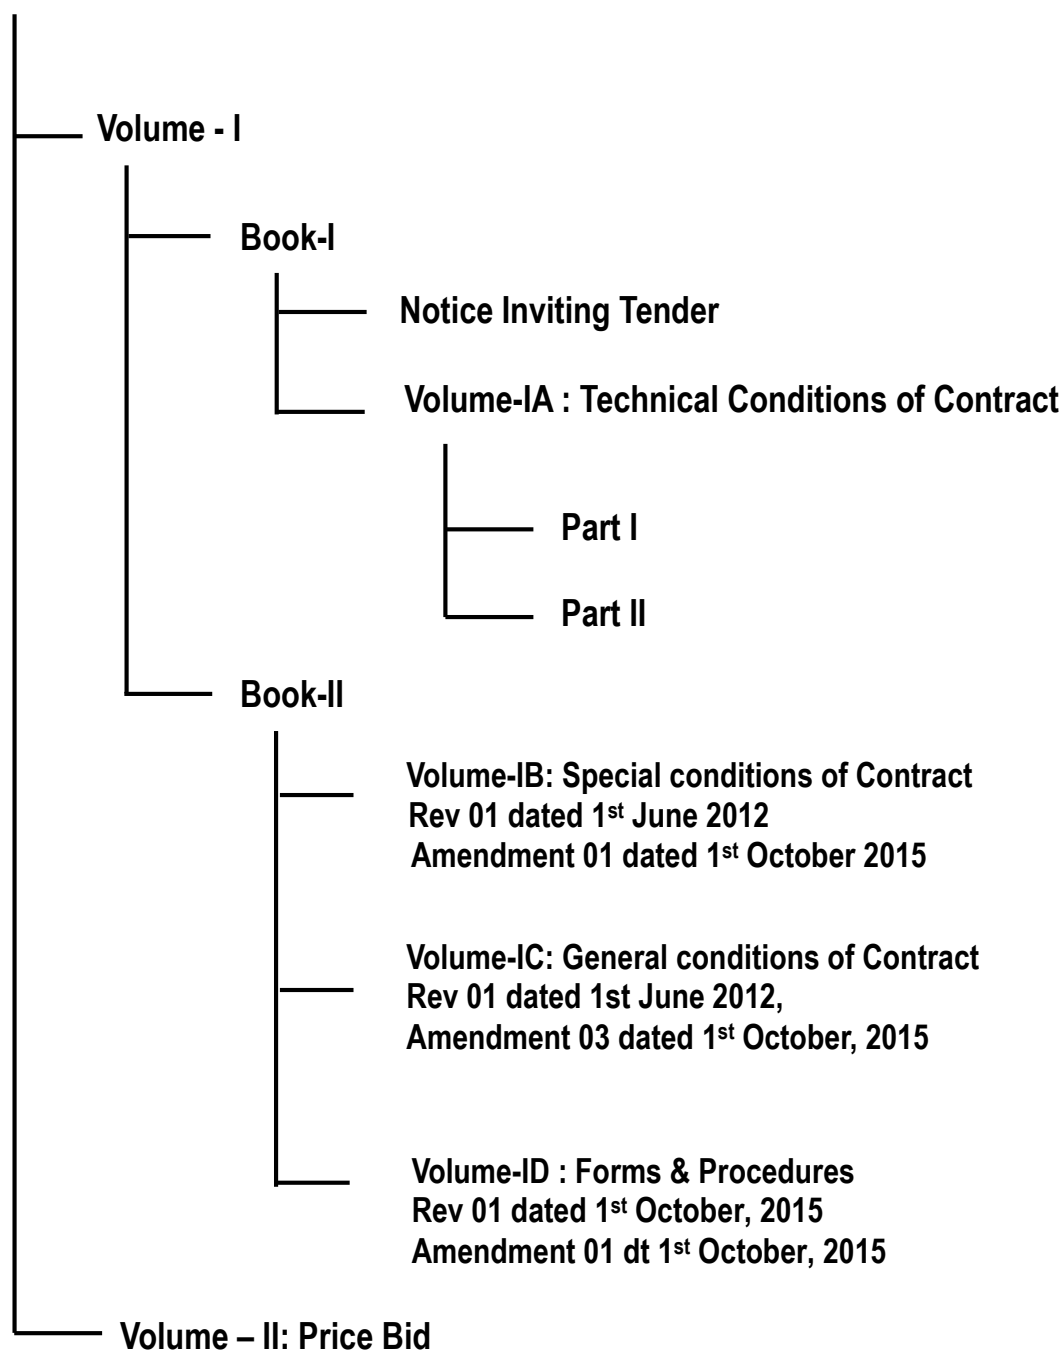 Volume - I
Book-I
Notice Inviting Tender
Volume-IA : Technical Conditions of Contract
Part I
Part II
Book-II
Volume-IB: Special conditions of Contract
Rev 01 dated 1st June 2012
Amendment 01 dated 1st October 2015
Volume-IC: General conditions of Contract
Rev 01 dated 1st June 2012,
Amendment 03 dated 1st October, 2015
Volume-ID : Forms & Procedures
Rev 01 dated 1st October, 2015
Amendment 01 dt 1st October, 2015
Volume – II: Price Bid